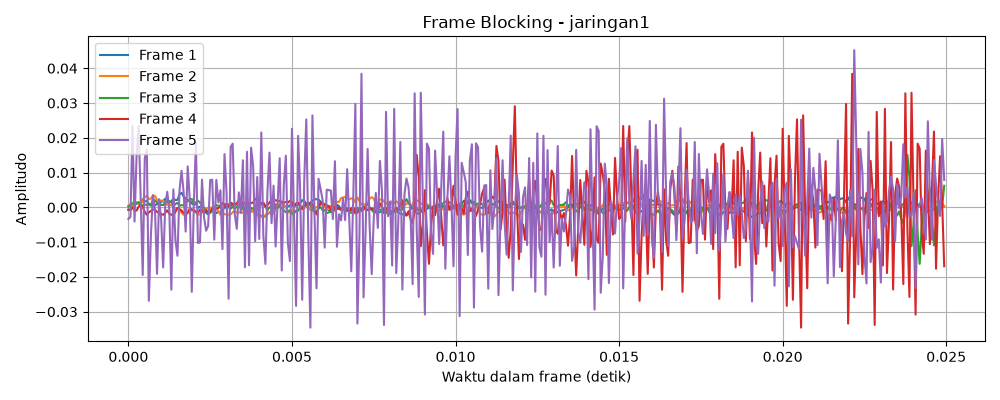 Frame Blocking - jaringan1
Frame 1
Frame 2
Frame 3
Frame 4
Frame 5
Amplitudo
0.04
0.03
0.02
0.01
0.00
−0.01
−0.02
−0.03
0.000 0.005 0.010 0.015 0.020 0.025
Waktu dalam frame (detik)